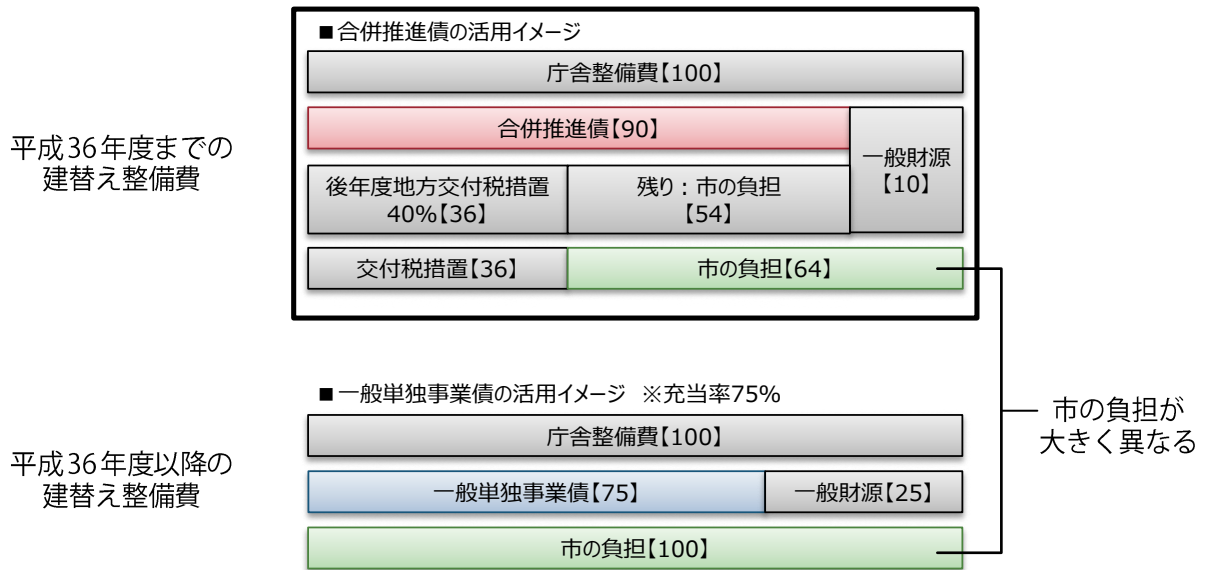 ■合併推進債の活用イメージ
庁舎整備費【100】
合併推進債【90】
一般財源
【10】
後年度地方交付税措置
40%【36】
残り：市の負担
【54】
交付税措置【36】
市の負担【64】
平成36年度までの
建替え整備費
■一般単独事業債の活用イメージ ※充当率75%
庁舎整備費【100】
一般単独事業債【75】
一般財源【25】
市の負担【100】
平成36年度以降の
建替え整備費
市の負担が
大きく異なる